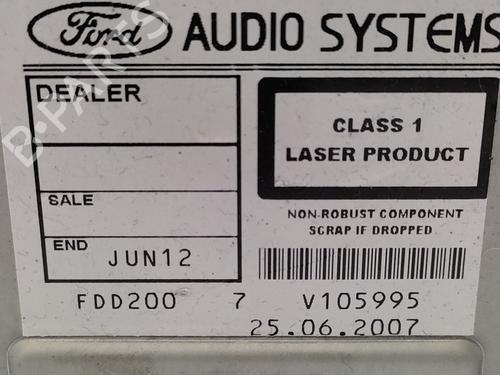 Ford AUDIO SYSTEMS
DEALER
SALE
END JUN12
CLASS 1
LASER PRODUCT
NON-ROBUST COMPONENT
SCRAP IF DROPPED
FDD200 7 V105995
25.06.2007
B-PARTS